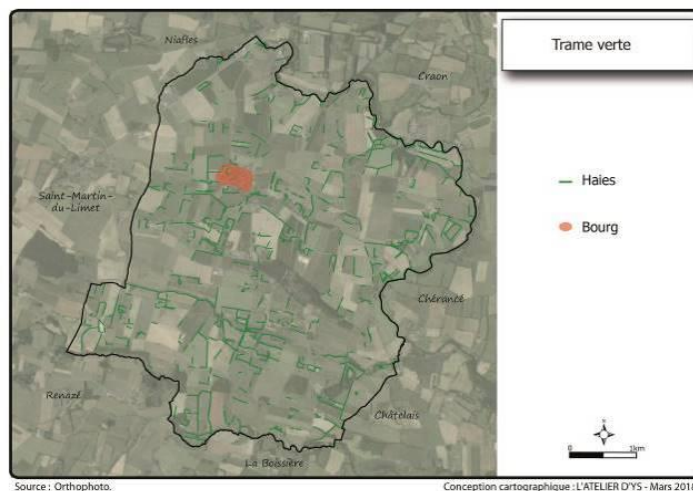 Niafles
Trame verte
Craon
Haies
Saint-Martin-
du-Limet
Bourg
Chérancé
Renazé
Châtelais
0 1km
La Boissière
Source : Orthophoto.
Conception cartographique : L'ATELIER D'YS - Mars 2018